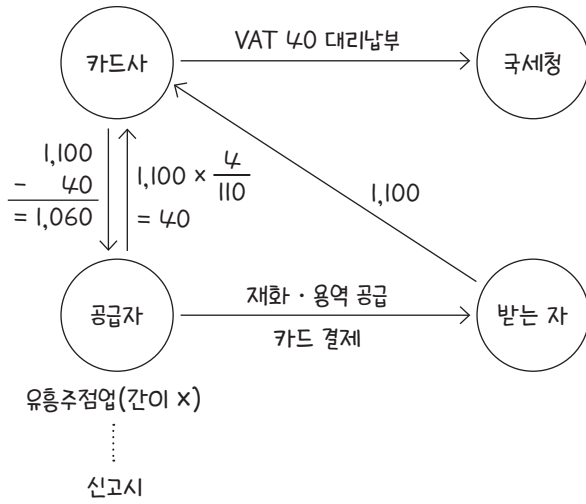 VAT 40 대리납부
카드사
국세청
1,100
- 40
= 1,060
1,100 × 4/110
= 40
1,100
재화·용역 공급
공급자
받는 자
카드 결제
유흥주점업(간이 X)
신고시